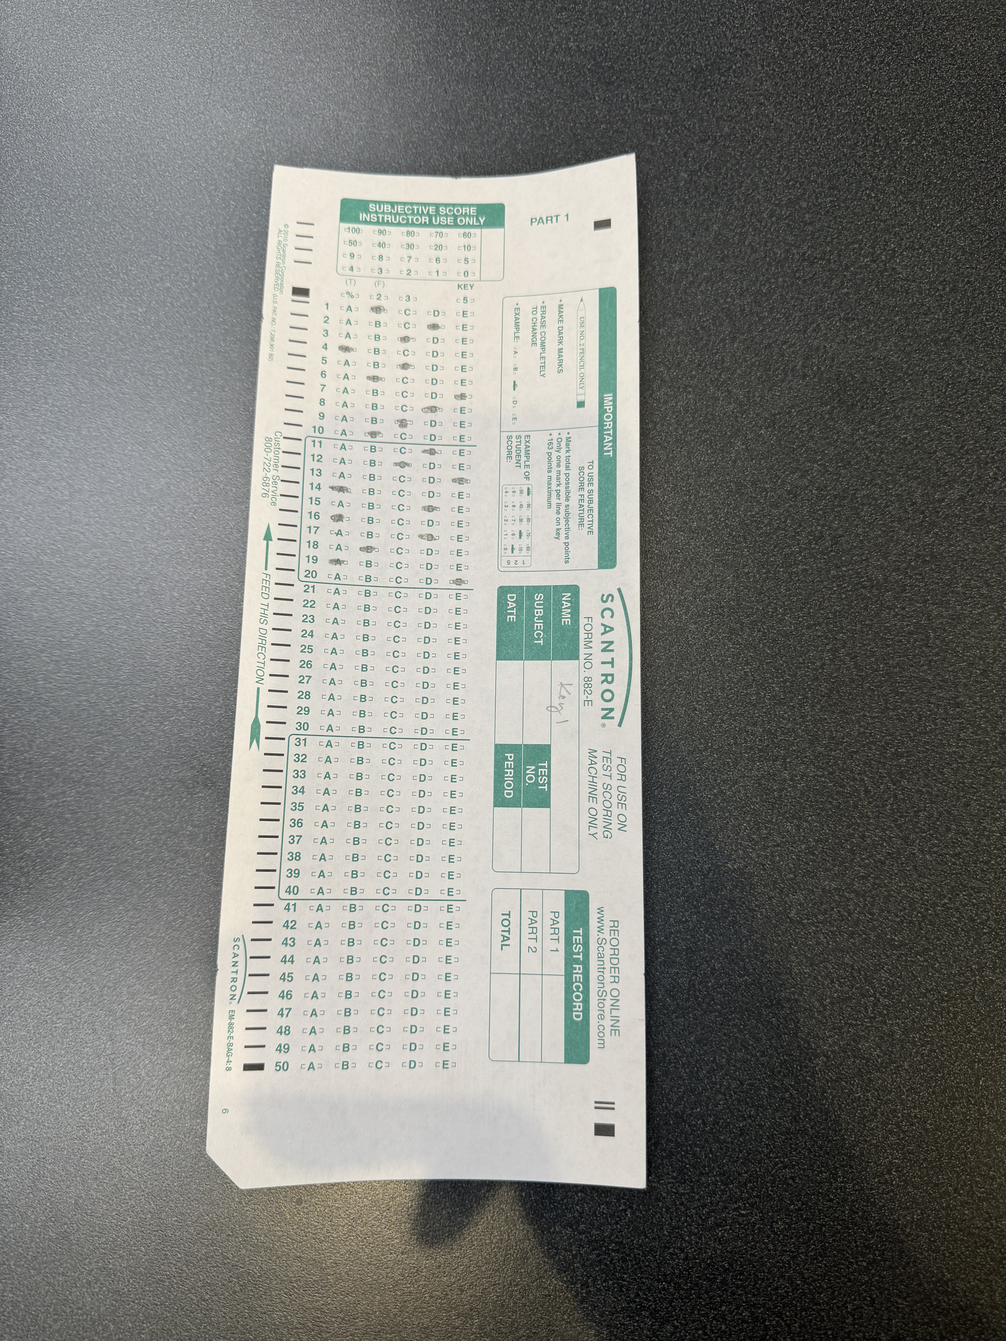 SUBJECTIVE SCORE
INSTRUCTOR USE ONLY
100 90 80 70 60
50 40 30 20 10
9 8 7 6 5
4 3 2 1 0
(T) (F) KEY
% 2 3 5
1 A C D E
2 A B C E
3 A B D E
4 B C D E
5 A B D E
6 A C D E
7 A B C D
8 A B C E
9 A B D E
10 A C D E
11 A B C E
12 A B D E
13 A B C D
14 B C D E
15 A B C E
16 B C D E
17 A B C E
18 A C D E
19 B C D E
20 A B C D
21 A B C D E
22 A B C D E
23 A B C D E
24 A B C D E
25 A B C D E
26 A B C D E
27 A B C D E
28 A B C D E
29 A B C D E
30 A B C D E
31 A B C D E
32 A B C D E
33 A B C D E
34 A B C D E
35 A B C D E
36 A B C D E
37 A B C D E
38 A B C D E
39 A B C D E
40 A B C D E
41 A B C D E
42 A B C D E
43 A B C D E
44 A B C D E
45 A B C D E
46 A B C D E
47 A B C D E
48 A B C D E
49 A B C D E
50 A B C D E
PART 1
IMPORTANT
USE NO. 2 PENCIL ONLY
• MAKE DARK MARKS
• ERASE COMPLETELY
TO CHANGE
• EXAMPLE: A B D E
TO USE SUBJECTIVE
SCORE FEATURE:
• Mark total possible subjective points
• Only one mark per line on key
• 163 points maximum
EXAMPLE OF
STUDENT
SCORE:
SCANTRON®
FORM NO. 882-E
FOR USE ON
TEST SCORING
MACHINE ONLY
NAME Key 1
SUBJECT
TEST
NO.
DATE
PERIOD
REORDER ONLINE
www.ScantronStore.com
TEST RECORD
PART 1
PART 2
TOTAL
© 2010 Scantron Corporation
ALL RIGHTS RESERVED.
Customer Service
800-722-6876
FEED THIS DIRECTION
SCANTRON® EM-882-E-BAG-4: 8
6